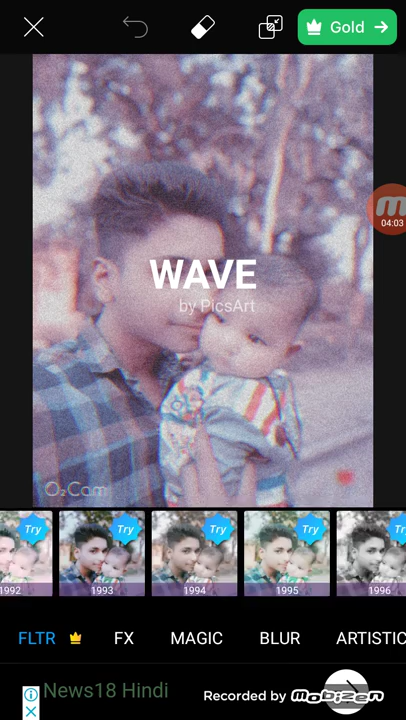 Gold
04:03
WAVE
by PicsArt
O₂Cam
Try
Try
Try
Try
1992
1993
1994
1995
1996
FLTR
FX
MAGIC
BLUR
ARTISTIC
News18 Hindi
Recorded by MOBIZEN